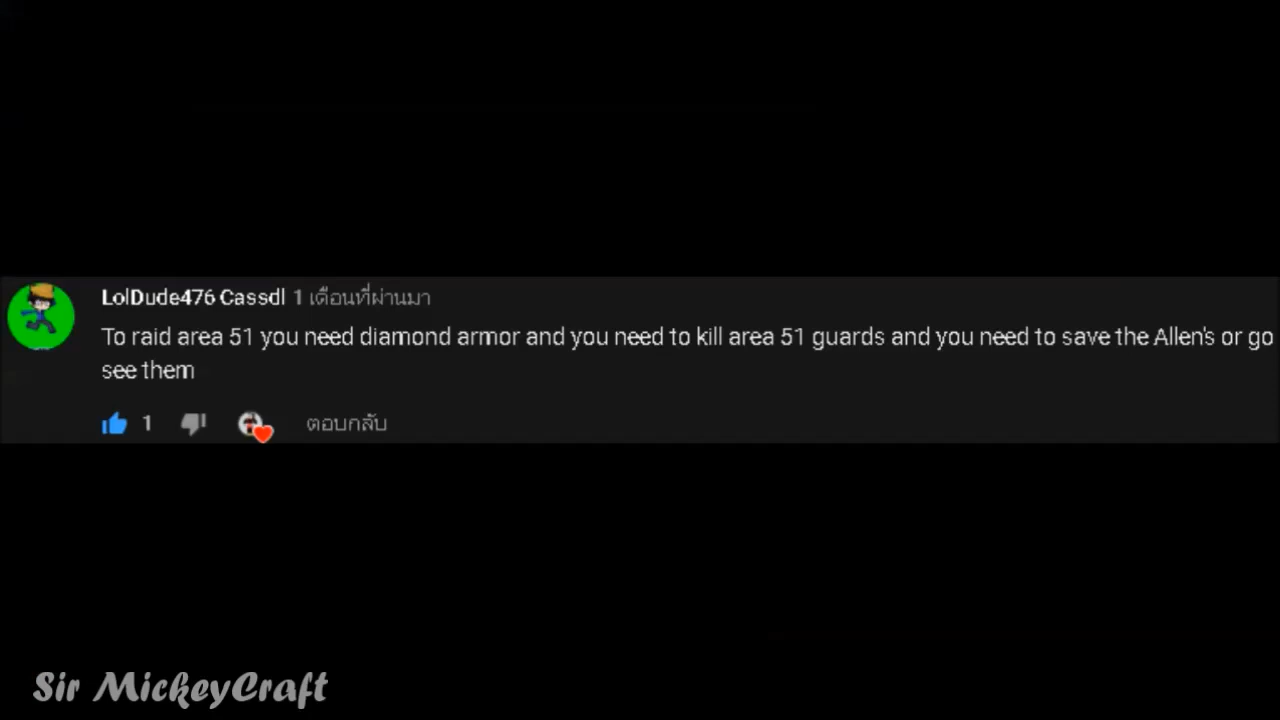 LolDude476 Cassdl 1 เดือนที่ผ่านมา
To raid area 51 you need diamond armor and you need to kill area 51 guards and you need to save the Allen's or go
see them
1 ตอบกลับ
Sir MickeyCraft